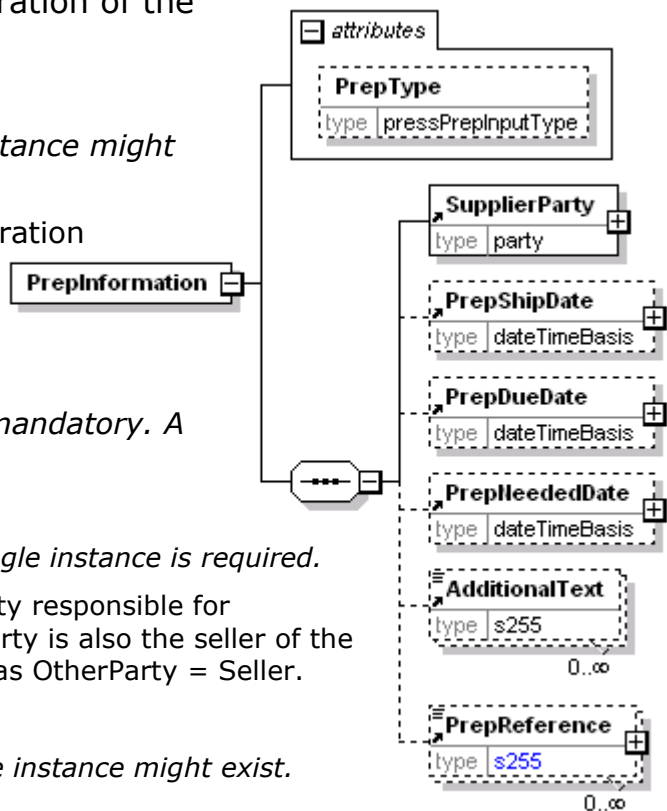 ration of the
attributes
PrepType
type pressPrepInputType
stance might
SupplierParty
type party
ration
PrepInformation
PrepShipDate
type dateTimeBasis
PrepDueDate
type dateTimeBasis
mandatory. A
PrepNeededDate
type dateTimeBasis
gle instance is required.
AdditionalText
type s255
0..∞
ty responsible for
arty is also the seller of the
as OtherParty = Seller.
PrepReference
type s255
0..∞
e instance might exist.